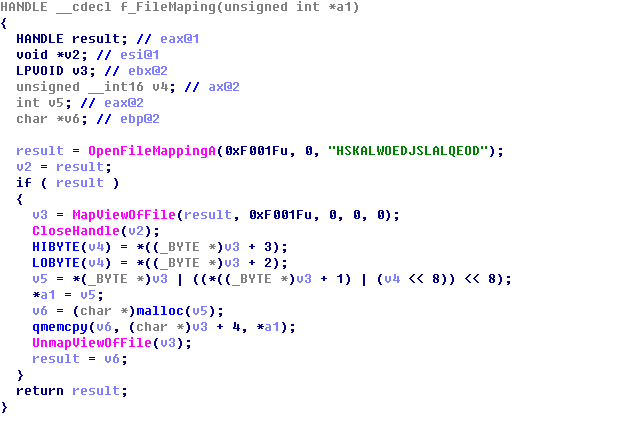 HANDLE __cdecl f_FileMaping(unsigned int *a1)
{
HANDLE result; // eax@1
void *v2; // esi@1
LPVOID v3; // ebx@2
unsigned __int16 v4; // ax@2
int v5; // eax@2
char *v6; // ebp@2
result = OpenFileMappingA(0xF001Fu, 0, "HSKALWOEDJSLALQEOD");
v2 = result;
if ( result )
{
v3 = MapViewOfFile(result, 0xF001Fu, 0, 0, 0);
CloseHandle(v2);
HIBYTE(v4) = *((_BYTE *)v3 + 3);
LOBYTE(v4) = *((_BYTE *)v3 + 2);
v5 = *(_BYTE *)v3 | ((*((_BYTE *)v3 + 1) | (v4 << 8)) << 8);
*a1 = v5;
v6 = (char *)malloc(v5);
qmemcpy(v6, (char *)v3 + 4, *a1);
UnmapViewOfFile(v3);
result = v6;
}
return result;
}